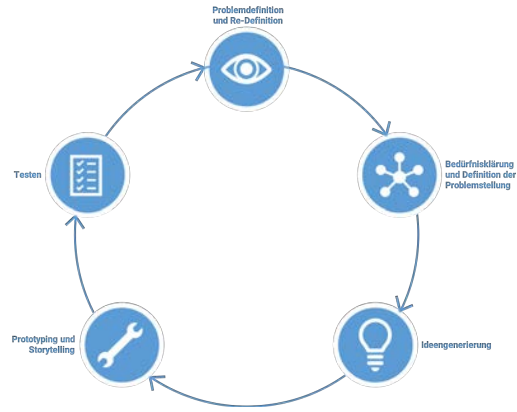 Problemdefinition
und Re-Definition
Bedürfnisklärung
und Definition der
Problemstellung
Ideengenerierung
Prototyping und
Storytelling
Testen